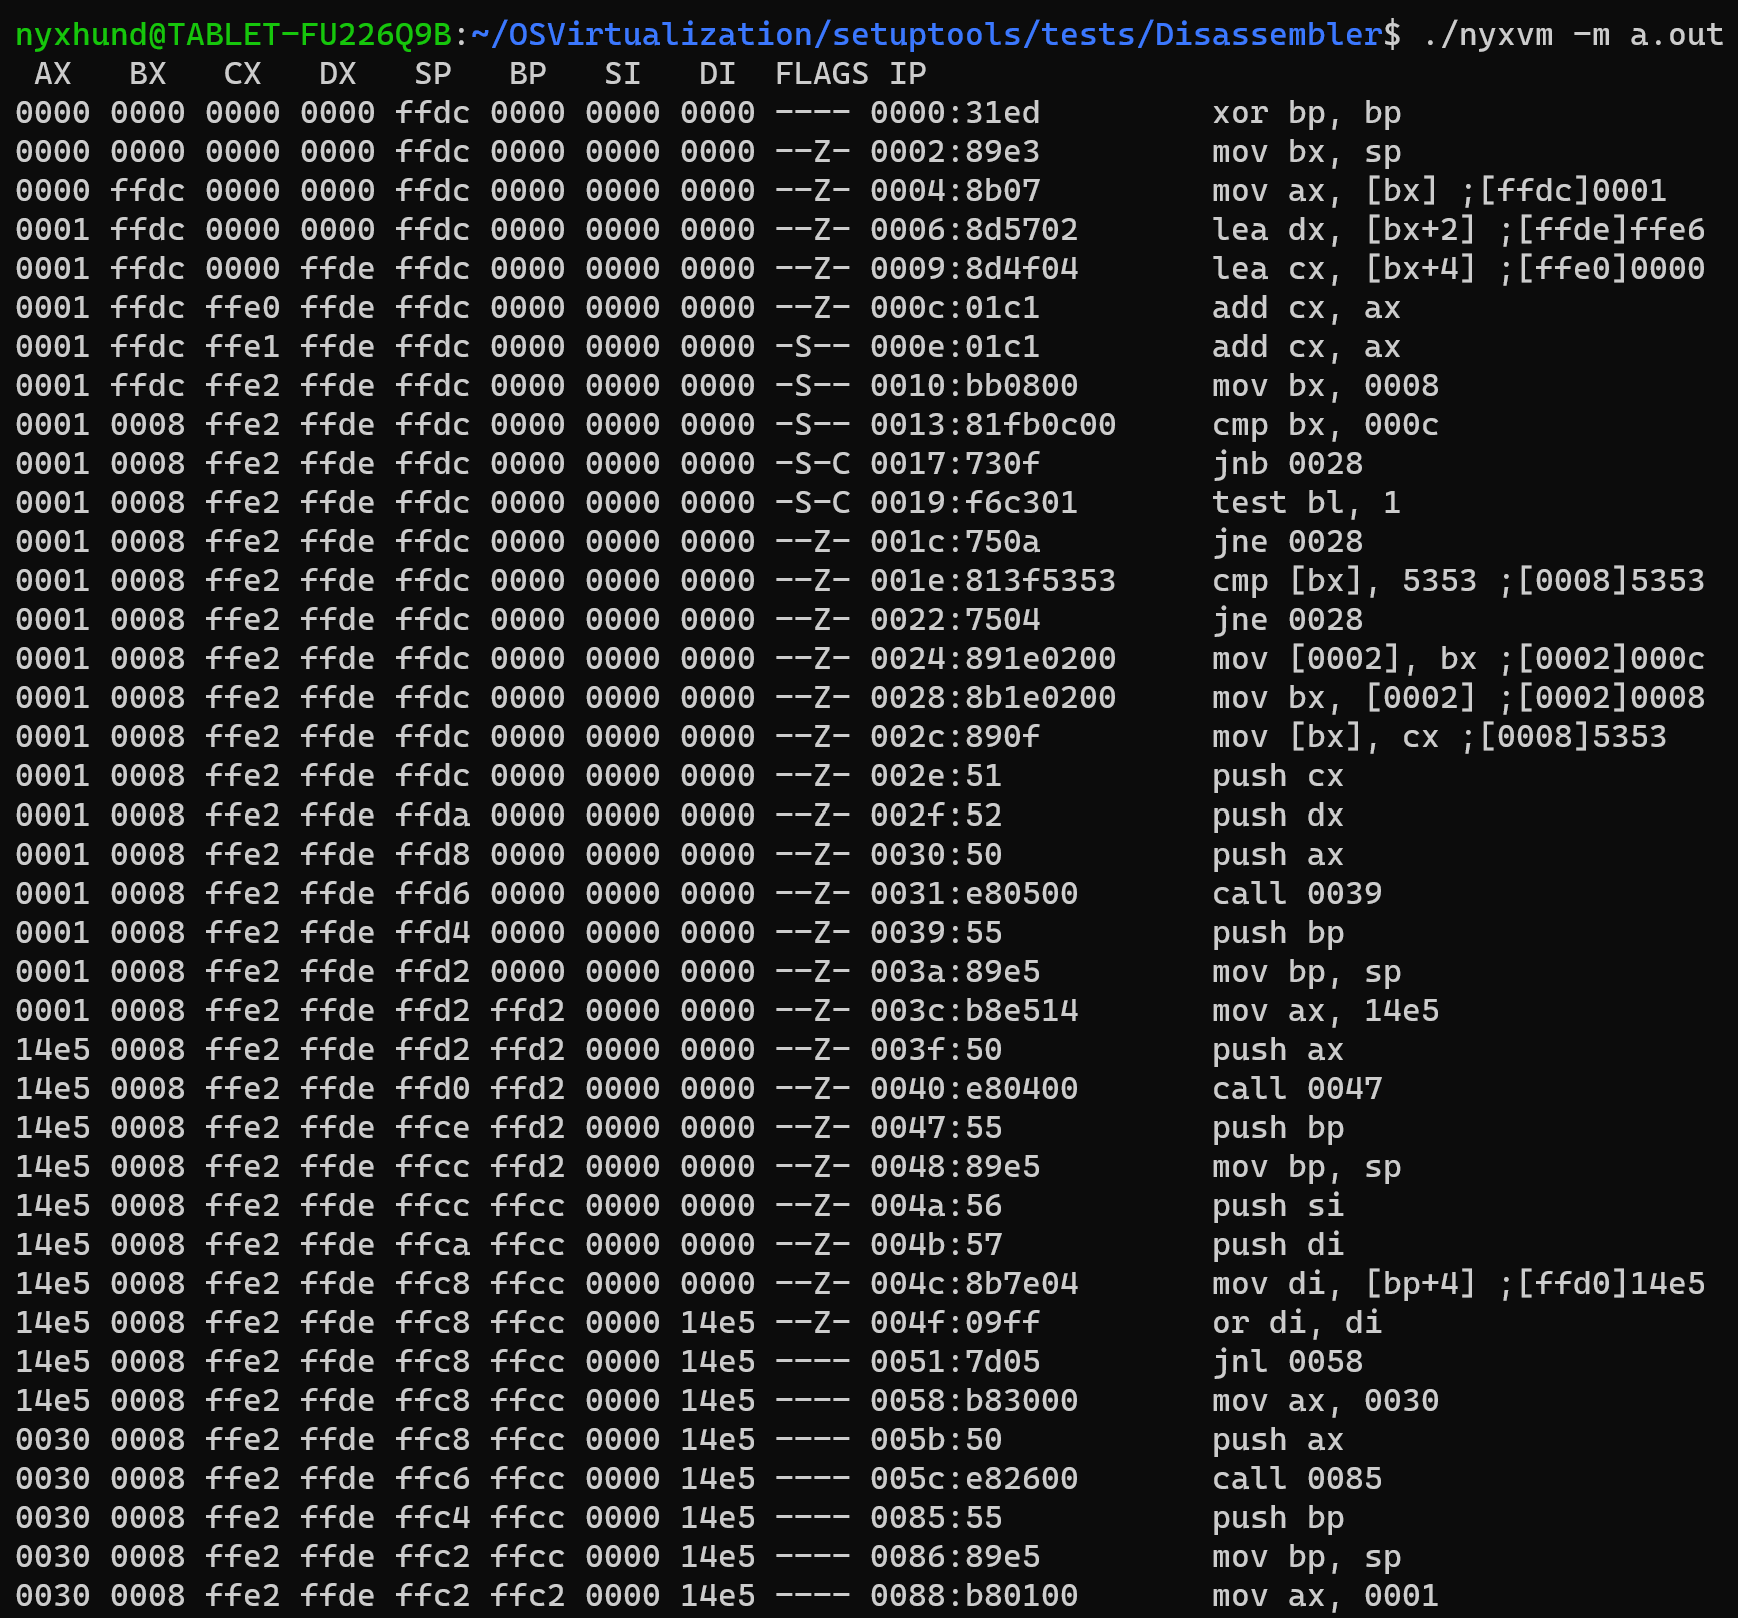 nyxhund@TABLET-FU226Q9B:~/OSVirtualization/setuptools/tests/Disassembler$ ./nyxvm -m a.out
 AX   BX   CX   DX   SP   BP   SI   DI  FLAGS IP
0000 0000 0000 0000 ffdc 0000 0000 0000 ---- 0000:31ed         xor bp, bp
0000 0000 0000 0000 ffdc 0000 0000 0000 --Z- 0002:89e3         mov bx, sp
0000 ffdc 0000 0000 ffdc 0000 0000 0000 --Z- 0004:8b07         mov ax, [bx] ;[ffdc]0001
0001 ffdc 0000 0000 ffdc 0000 0000 0000 --Z- 0006:8d5702       lea dx, [bx+2] ;[ffde]ffe6
0001 ffdc 0000 ffde ffdc 0000 0000 0000 --Z- 0009:8d4f04       lea cx, [bx+4] ;[ffe0]0000
0001 ffdc ffe0 ffde ffdc 0000 0000 0000 --Z- 000c:01c1         add cx, ax
0001 ffdc ffe1 ffde ffdc 0000 0000 0000 -S-- 000e:01c1         add cx, ax
0001 ffdc ffe2 ffde ffdc 0000 0000 0000 -S-- 0010:bb0800       mov bx, 0008
0001 0008 ffe2 ffde ffdc 0000 0000 0000 -S-- 0013:81fb0c00     cmp bx, 000c
0001 0008 ffe2 ffde ffdc 0000 0000 0000 -S-C 0017:730f         jnb 0028
0001 0008 ffe2 ffde ffdc 0000 0000 0000 -S-C 0019:f6c301       test bl, 1
0001 0008 ffe2 ffde ffdc 0000 0000 0000 --Z- 001c:750a         jne 0028
0001 0008 ffe2 ffde ffdc 0000 0000 0000 --Z- 001e:813f5353     cmp [bx], 5353 ;[0008]5353
0001 0008 ffe2 ffde ffdc 0000 0000 0000 --Z- 0022:7504         jne 0028
0001 0008 ffe2 ffde ffdc 0000 0000 0000 --Z- 0024:891e0200     mov [0002], bx ;[0002]000c
0001 0008 ffe2 ffde ffdc 0000 0000 0000 --Z- 0028:8b1e0200     mov bx, [0002] ;[0002]0008
0001 0008 ffe2 ffde ffdc 0000 0000 0000 --Z- 002c:890f         mov [bx], cx ;[0008]5353
0001 0008 ffe2 ffde ffdc 0000 0000 0000 --Z- 002e:51           push cx
0001 0008 ffe2 ffde ffda 0000 0000 0000 --Z- 002f:52           push dx
0001 0008 ffe2 ffde ffd8 0000 0000 0000 --Z- 0030:50           push ax
0001 0008 ffe2 ffde ffd6 0000 0000 0000 --Z- 0031:e80500       call 0039
0001 0008 ffe2 ffde ffd4 0000 0000 0000 --Z- 0039:55           push bp
0001 0008 ffe2 ffde ffd2 0000 0000 0000 --Z- 003a:89e5         mov bp, sp
0001 0008 ffe2 ffde ffd2 ffd2 0000 0000 --Z- 003c:b8e514       mov ax, 14e5
14e5 0008 ffe2 ffde ffd2 ffd2 0000 0000 --Z- 003f:50           push ax
14e5 0008 ffe2 ffde ffd0 ffd2 0000 0000 --Z- 0040:e80400       call 0047
14e5 0008 ffe2 ffde ffce ffd2 0000 0000 --Z- 0047:55           push bp
14e5 0008 ffe2 ffde ffcc ffd2 0000 0000 --Z- 0048:89e5         mov bp, sp
14e5 0008 ffe2 ffde ffcc ffcc 0000 0000 --Z- 004a:56           push si
14e5 0008 ffe2 ffde ffca ffcc 0000 0000 --Z- 004b:57           push di
14e5 0008 ffe2 ffde ffc8 ffcc 0000 0000 --Z- 004c:8b7e04       mov di, [bp+4] ;[ffd0]14e5
14e5 0008 ffe2 ffde ffc8 ffcc 0000 14e5 --Z- 004f:09ff         or di, di
14e5 0008 ffe2 ffde ffc8 ffcc 0000 14e5 ---- 0051:7d05         jnl 0058
14e5 0008 ffe2 ffde ffc8 ffcc 0000 14e5 ---- 0058:b83000       mov ax, 0030
0030 0008 ffe2 ffde ffc8 ffcc 0000 14e5 ---- 005b:50           push ax
0030 0008 ffe2 ffde ffc6 ffcc 0000 14e5 ---- 005c:e82600       call 0085
0030 0008 ffe2 ffde ffc4 ffcc 0000 14e5 ---- 0085:55           push bp
0030 0008 ffe2 ffde ffc2 ffcc 0000 14e5 ---- 0086:89e5         mov bp, sp
0030 0008 ffe2 ffde ffc2 ffc2 0000 14e5 ---- 0088:b80100       mov ax, 0001